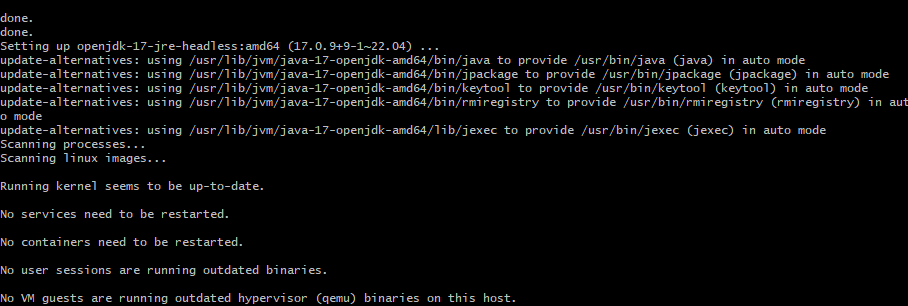 done.
done.
Setting up openjdk-17-jre-headless:amd64 (17.0.9+9-1~22.04) ...
update-alternatives: using /usr/lib/jvm/java-17-openjdk-amd64/bin/java to provide /usr/bin/java (java) in auto mode
update-alternatives: using /usr/lib/jvm/java-17-openjdk-amd64/bin/jpackage to provide /usr/bin/jpackage (jpackage) in auto mode
update-alternatives: using /usr/lib/jvm/java-17-openjdk-amd64/bin/keytool to provide /usr/bin/keytool (keytool) in auto mode
update-alternatives: using /usr/lib/jvm/java-17-openjdk-amd64/bin/rmiregistry to provide /usr/bin/rmiregistry (rmiregistry) in aut
o mode
update-alternatives: using /usr/lib/jvm/java-17-openjdk-amd64/lib/jexec to provide /usr/bin/jexec (jexec) in auto mode
Scanning processes...
Scanning linux images...
Running kernel seems to be up-to-date.
No services need to be restarted.
No containers need to be restarted.
No user sessions are running outdated binaries.
No VM guests are running outdated hypervisor (qemu) binaries on this host.